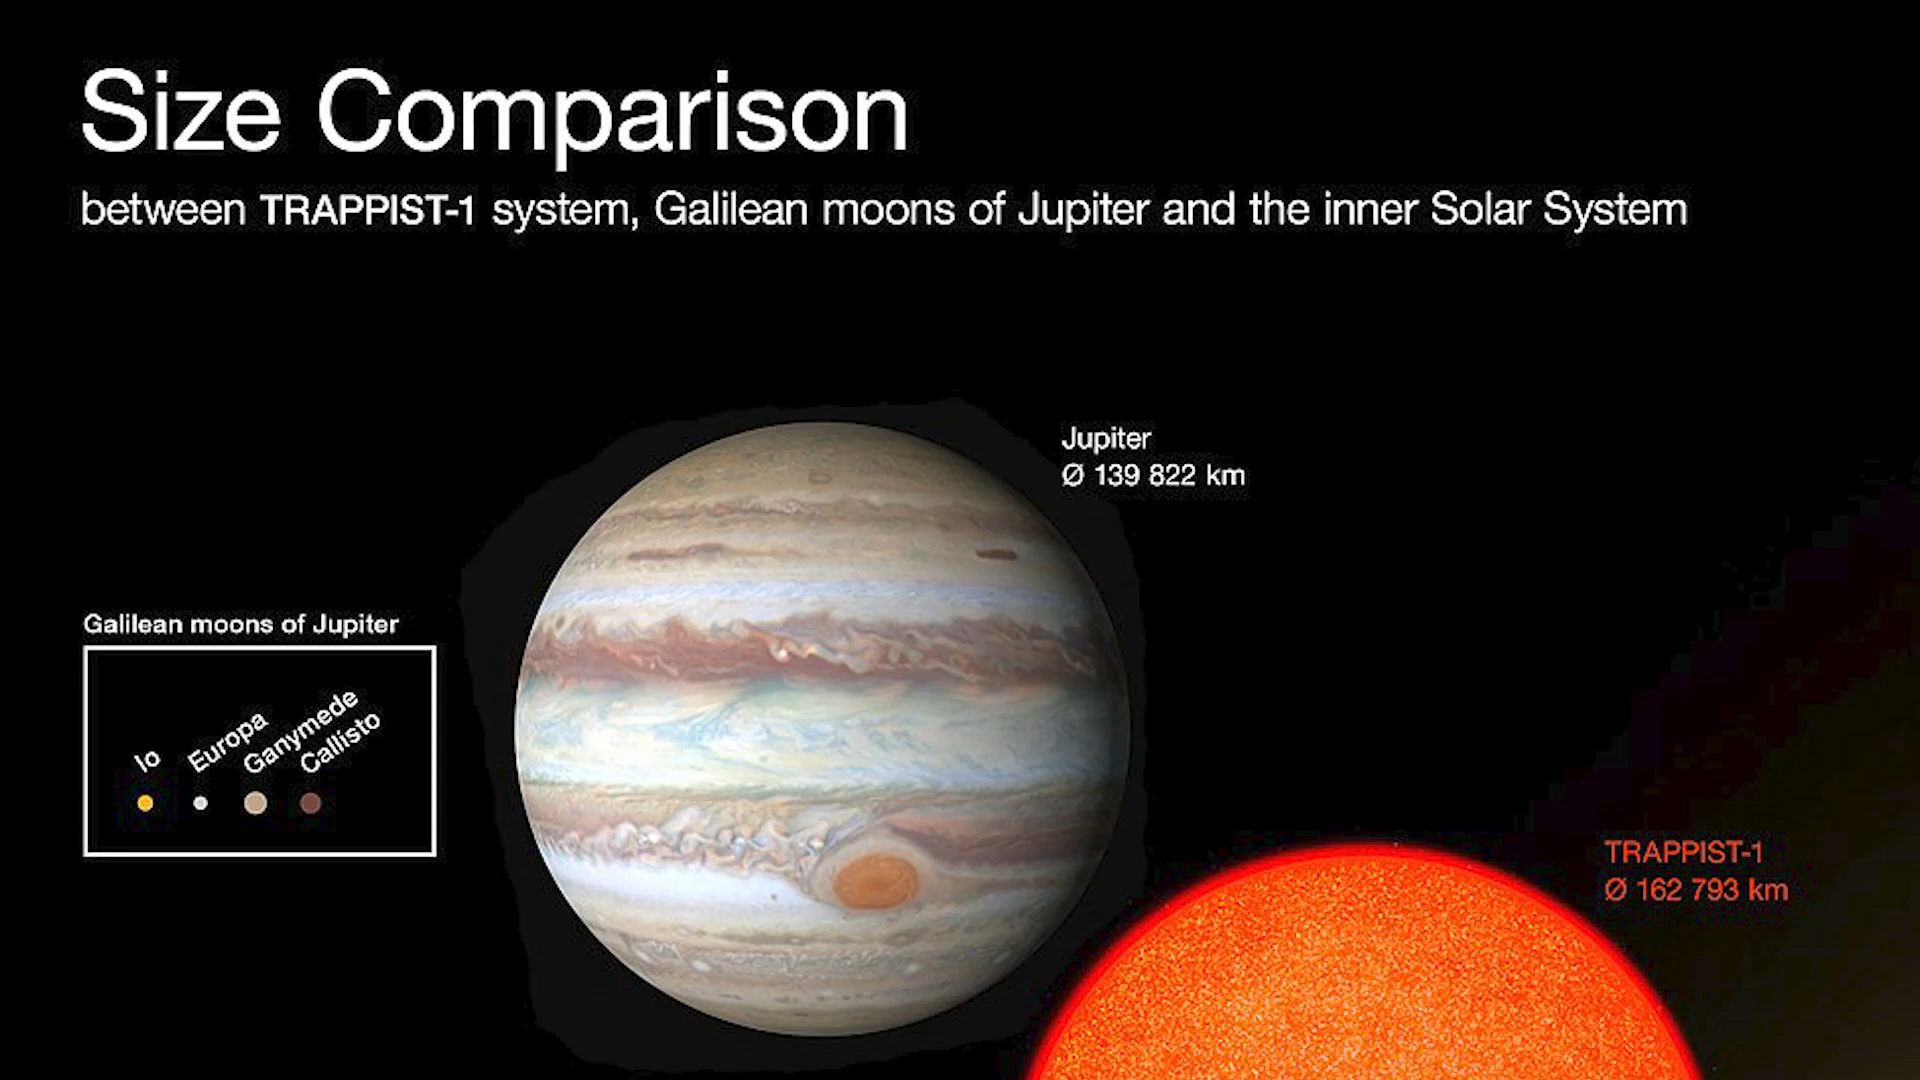 Size Comparison
between TRAPPIST-1 system, Galilean moons of Jupiter and the inner Solar System
Jupiter
Ø 139 822 km
Galilean moons of Jupiter
Io
Europa
Ganymede
Callisto
TRAPPIST-1
Ø 162 793 km